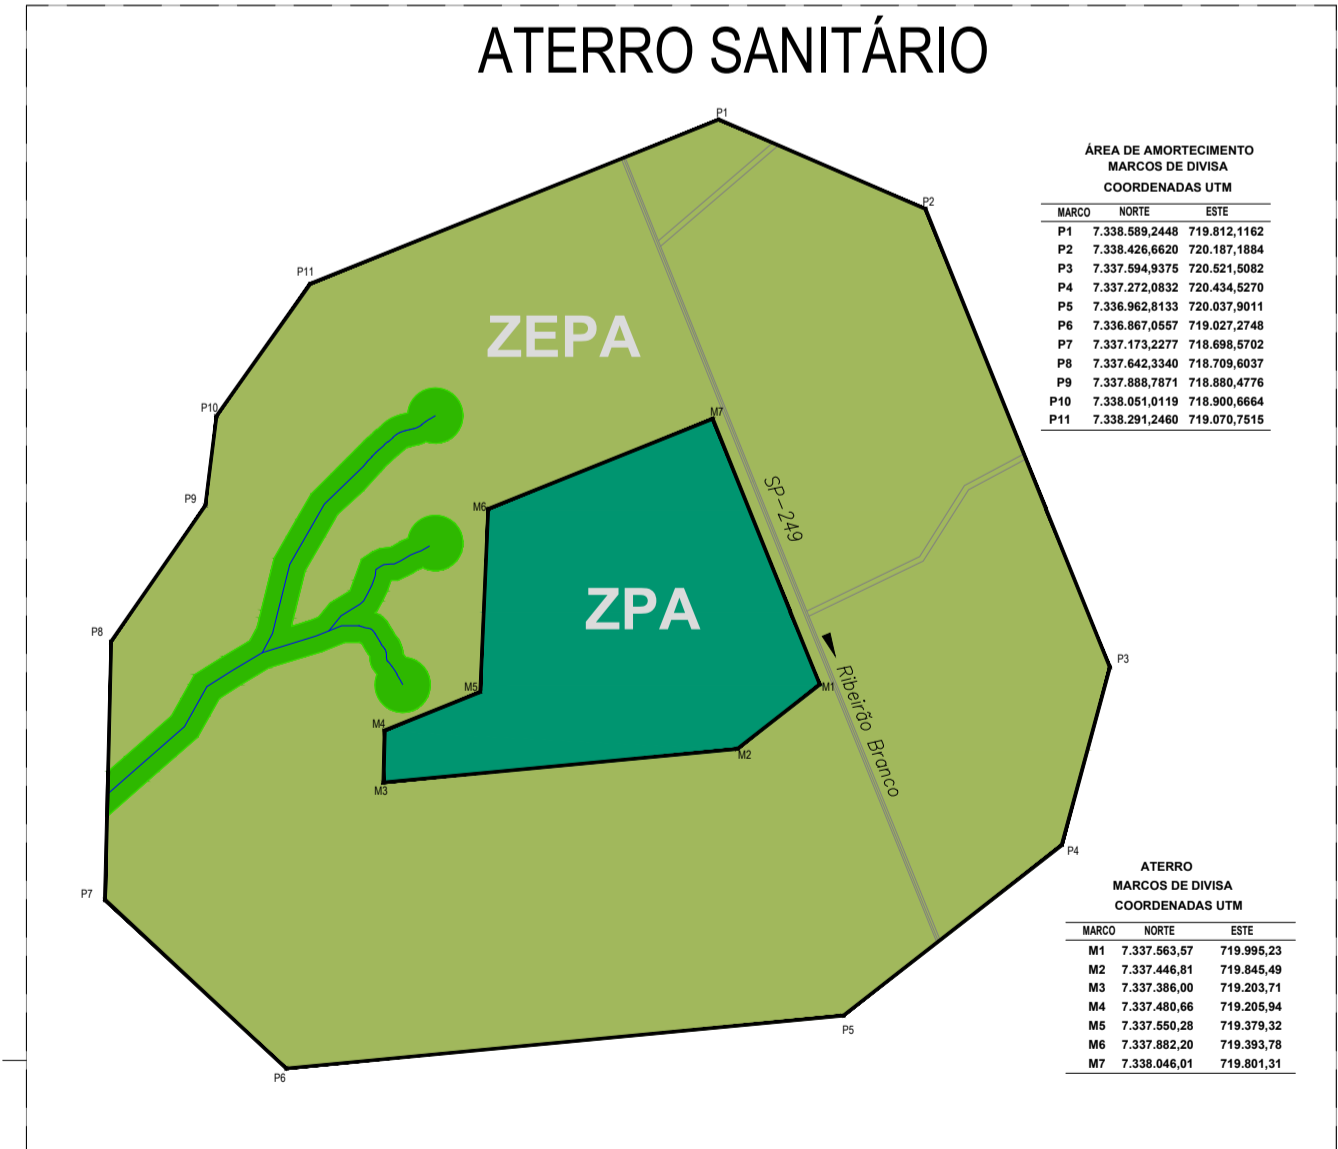 ATERRO SANITÁRIO
P1
P2
P11
ZEPA
P10
M7
P9
M6
SP-249
ZPA
P8
P3
M5
M1
Ribeirão Branco
M4
M2
M3
P4
P7
P5
P6
ÁREA DE AMORTECIMENTO
MARCOS DE DIVISA
COORDENADAS UTM
MARCO NORTE ESTE
P1 7.338.589,2448 719.812,1162
P2 7.338.426,6620 720.187,1884
P3 7.337.594,9375 720.521,5082
P4 7.337.272,0832 720.434,5270
P5 7.336.962,8133 720.037,9011
P6 7.336.867,0557 719.027,2748
P7 7.337.173,2277 718.698,5702
P8 7.337.642,3340 718.709,6037
P9 7.337.888,7871 718.880,4776
P10 7.338.051,0119 718.900,6664
P11 7.338.291,2460 719.070,7515
ATERRO
MARCOS DE DIVISA
COORDENADAS UTM
MARCO NORTE ESTE
M1 7.337.563,57 719.995,23
M2 7.337.446,81 719.845,49
M3 7.337.386,00 719.203,71
M4 7.337.480,66 719.205,94
M5 7.337.550,28 719.379,32
M6 7.337.882,20 719.393,78
M7 7.338.046,01 719.801,31